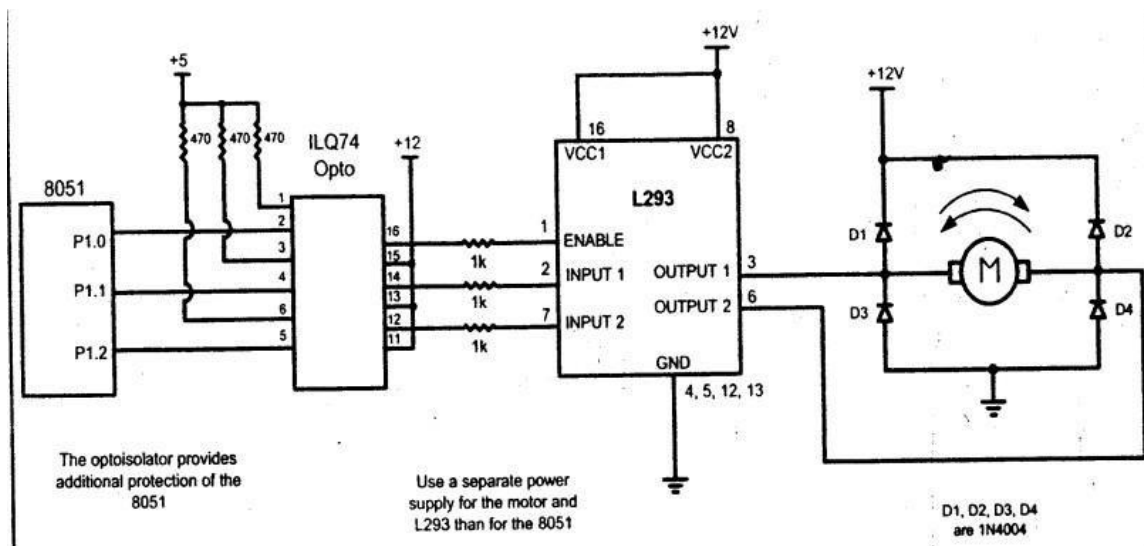 +5
470
470
470
ILQ74
Opto
+12
8051
P1.0
P1.1
P1.2
1
2
3
4
6
5
16
15
14
13
12
11
1k
1k
1k
+12V
16
8
VCC1
VCC2
L293
1
ENABLE
2
INPUT 1
7
INPUT 2
OUTPUT 1
3
OUTPUT 2
6
GND
4, 5, 12, 13
+12V
D1
D2
M
D3
D4
The optoisolator provides
additional protection of the
8051
Use a separate power
supply for the motor and
L293 than for the 8051
D1, D2, D3, D4
are 1N4004